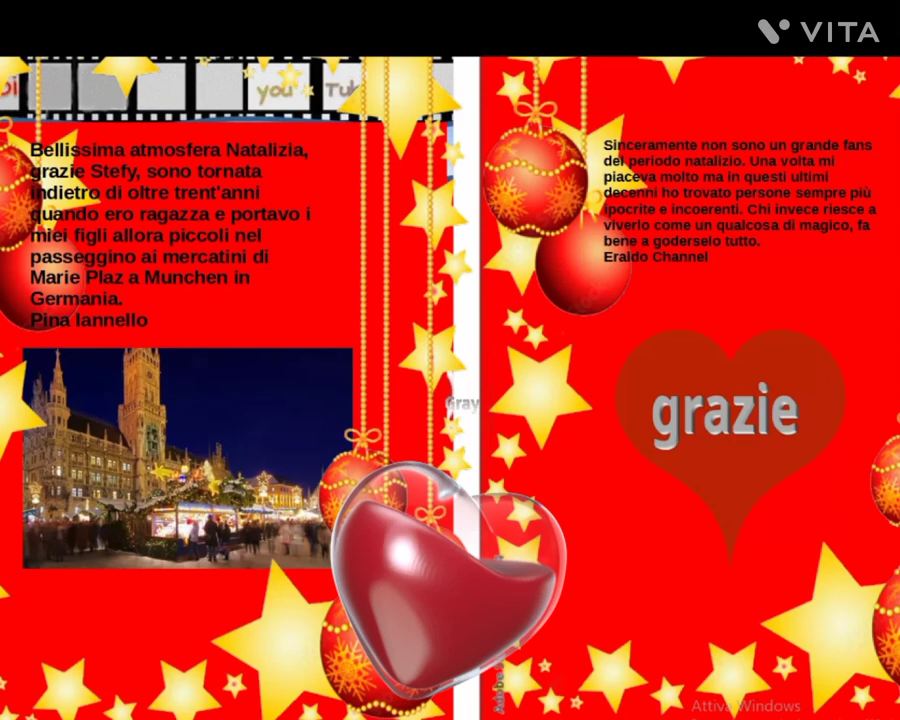 VITA
you Tu
Bellissima atmosfera Natalizia,
grazie Stefy, sono tornata
indietro di oltre trent'anni
quando ero ragazza e portavo i
miei figli allora piccoli nel
passeggino ai mercatini di
Marie Plaz a Munchen in
Germania.
Pina Iannello
Sinceramente non sono un grande fans
del periodo natalizio. Una volta mi
piaceva molto ma in questi ultimi
decenni ho trovato persone sempre più
ipocrite e incoerenti. Chi invece riesce a
viverlo come un qualcosa di magico, fa
bene a goderselo tutto.
Eraldo Channel
Gray
grazie
Adobe
Attiva Windows